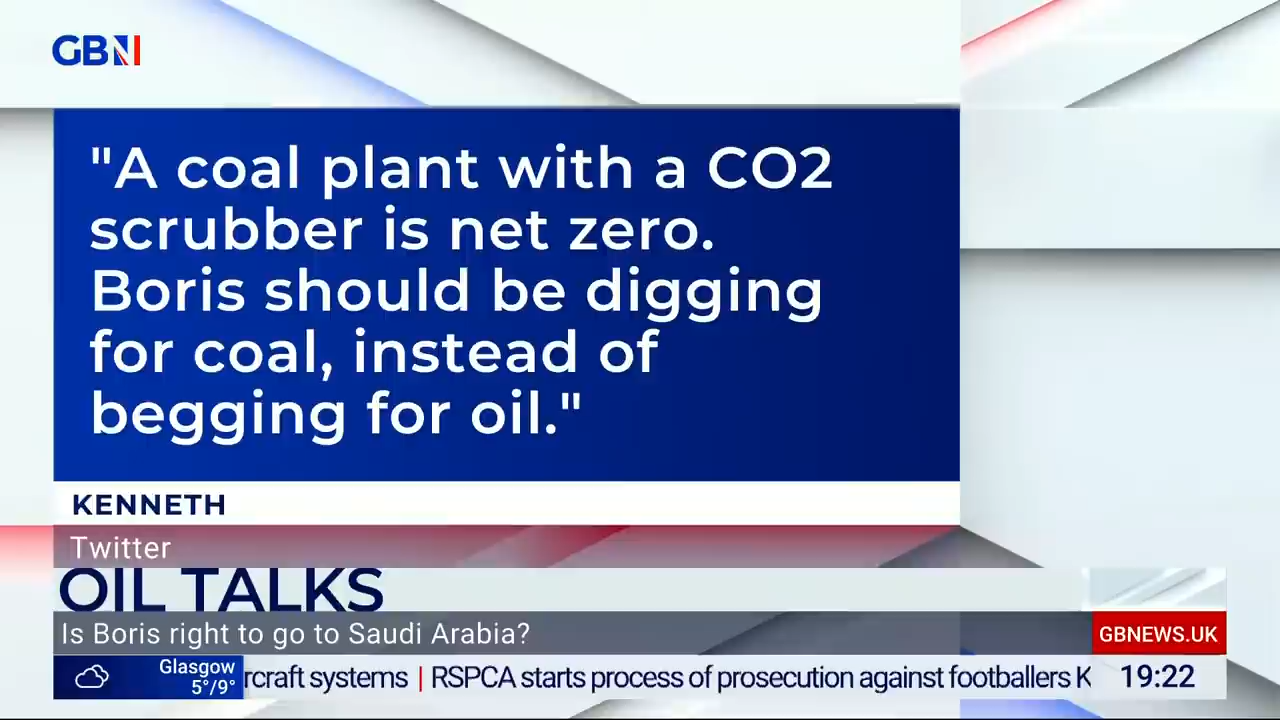 GBN
"A coal plant with a CO2
scrubber is net zero.
Boris should be digging
for coal, instead of
begging for oil."
KENNETH
Twitter
OIL TALKS
Is Boris right to go to Saudi Arabia?
GBNEWS.UK
Glasgow
5°/9°
rcraft systems | RSPCA starts process of prosecution against footballers K
19:22